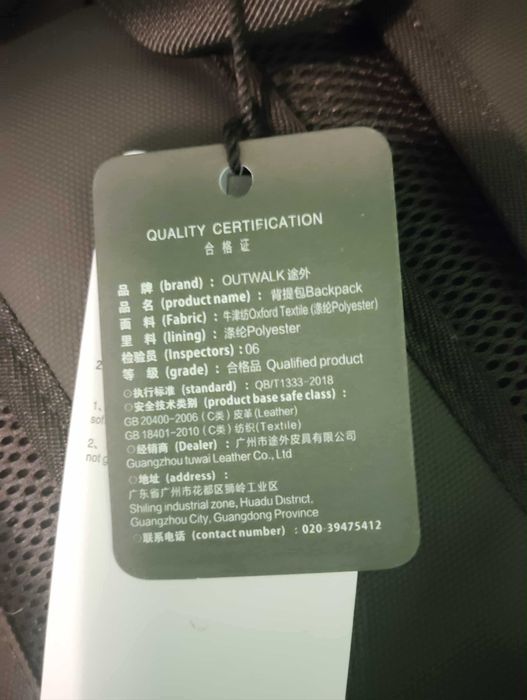 QUALITY CERTIFICATION
合格证
品 牌 (brand) : OUTWALK 途外
品 名 (product name) : 背提包Backpack
面 料 (Fabric) : 牛津纺Oxford Textile (涤纶Polyester)
里 料 (lining) : 涤纶Polyester
检验员 (Inspectors) : 06
等 级 (grade) : 合格品 Qualified product
○执行标准 (standard) : QB/T1333-2018
○安全技术类别 (product base safe class) :
GB 20400-2006 (C类) 皮革(Leather)
GB 18401-2010 (C类) 纺织(Textile)
○经销商 (Dealer) : 广州市途外皮具有限公司
Guangzhou tuwai Leather Co., Ltd
○地址 (address) :
广东省广州市花都区狮岭工业区
Shiling industrial zone, Huadu District,
Guangzhou City, Guangdong Province
○联系电话 (contact number) : 020-39475412
2
1、
sof
2、
not g